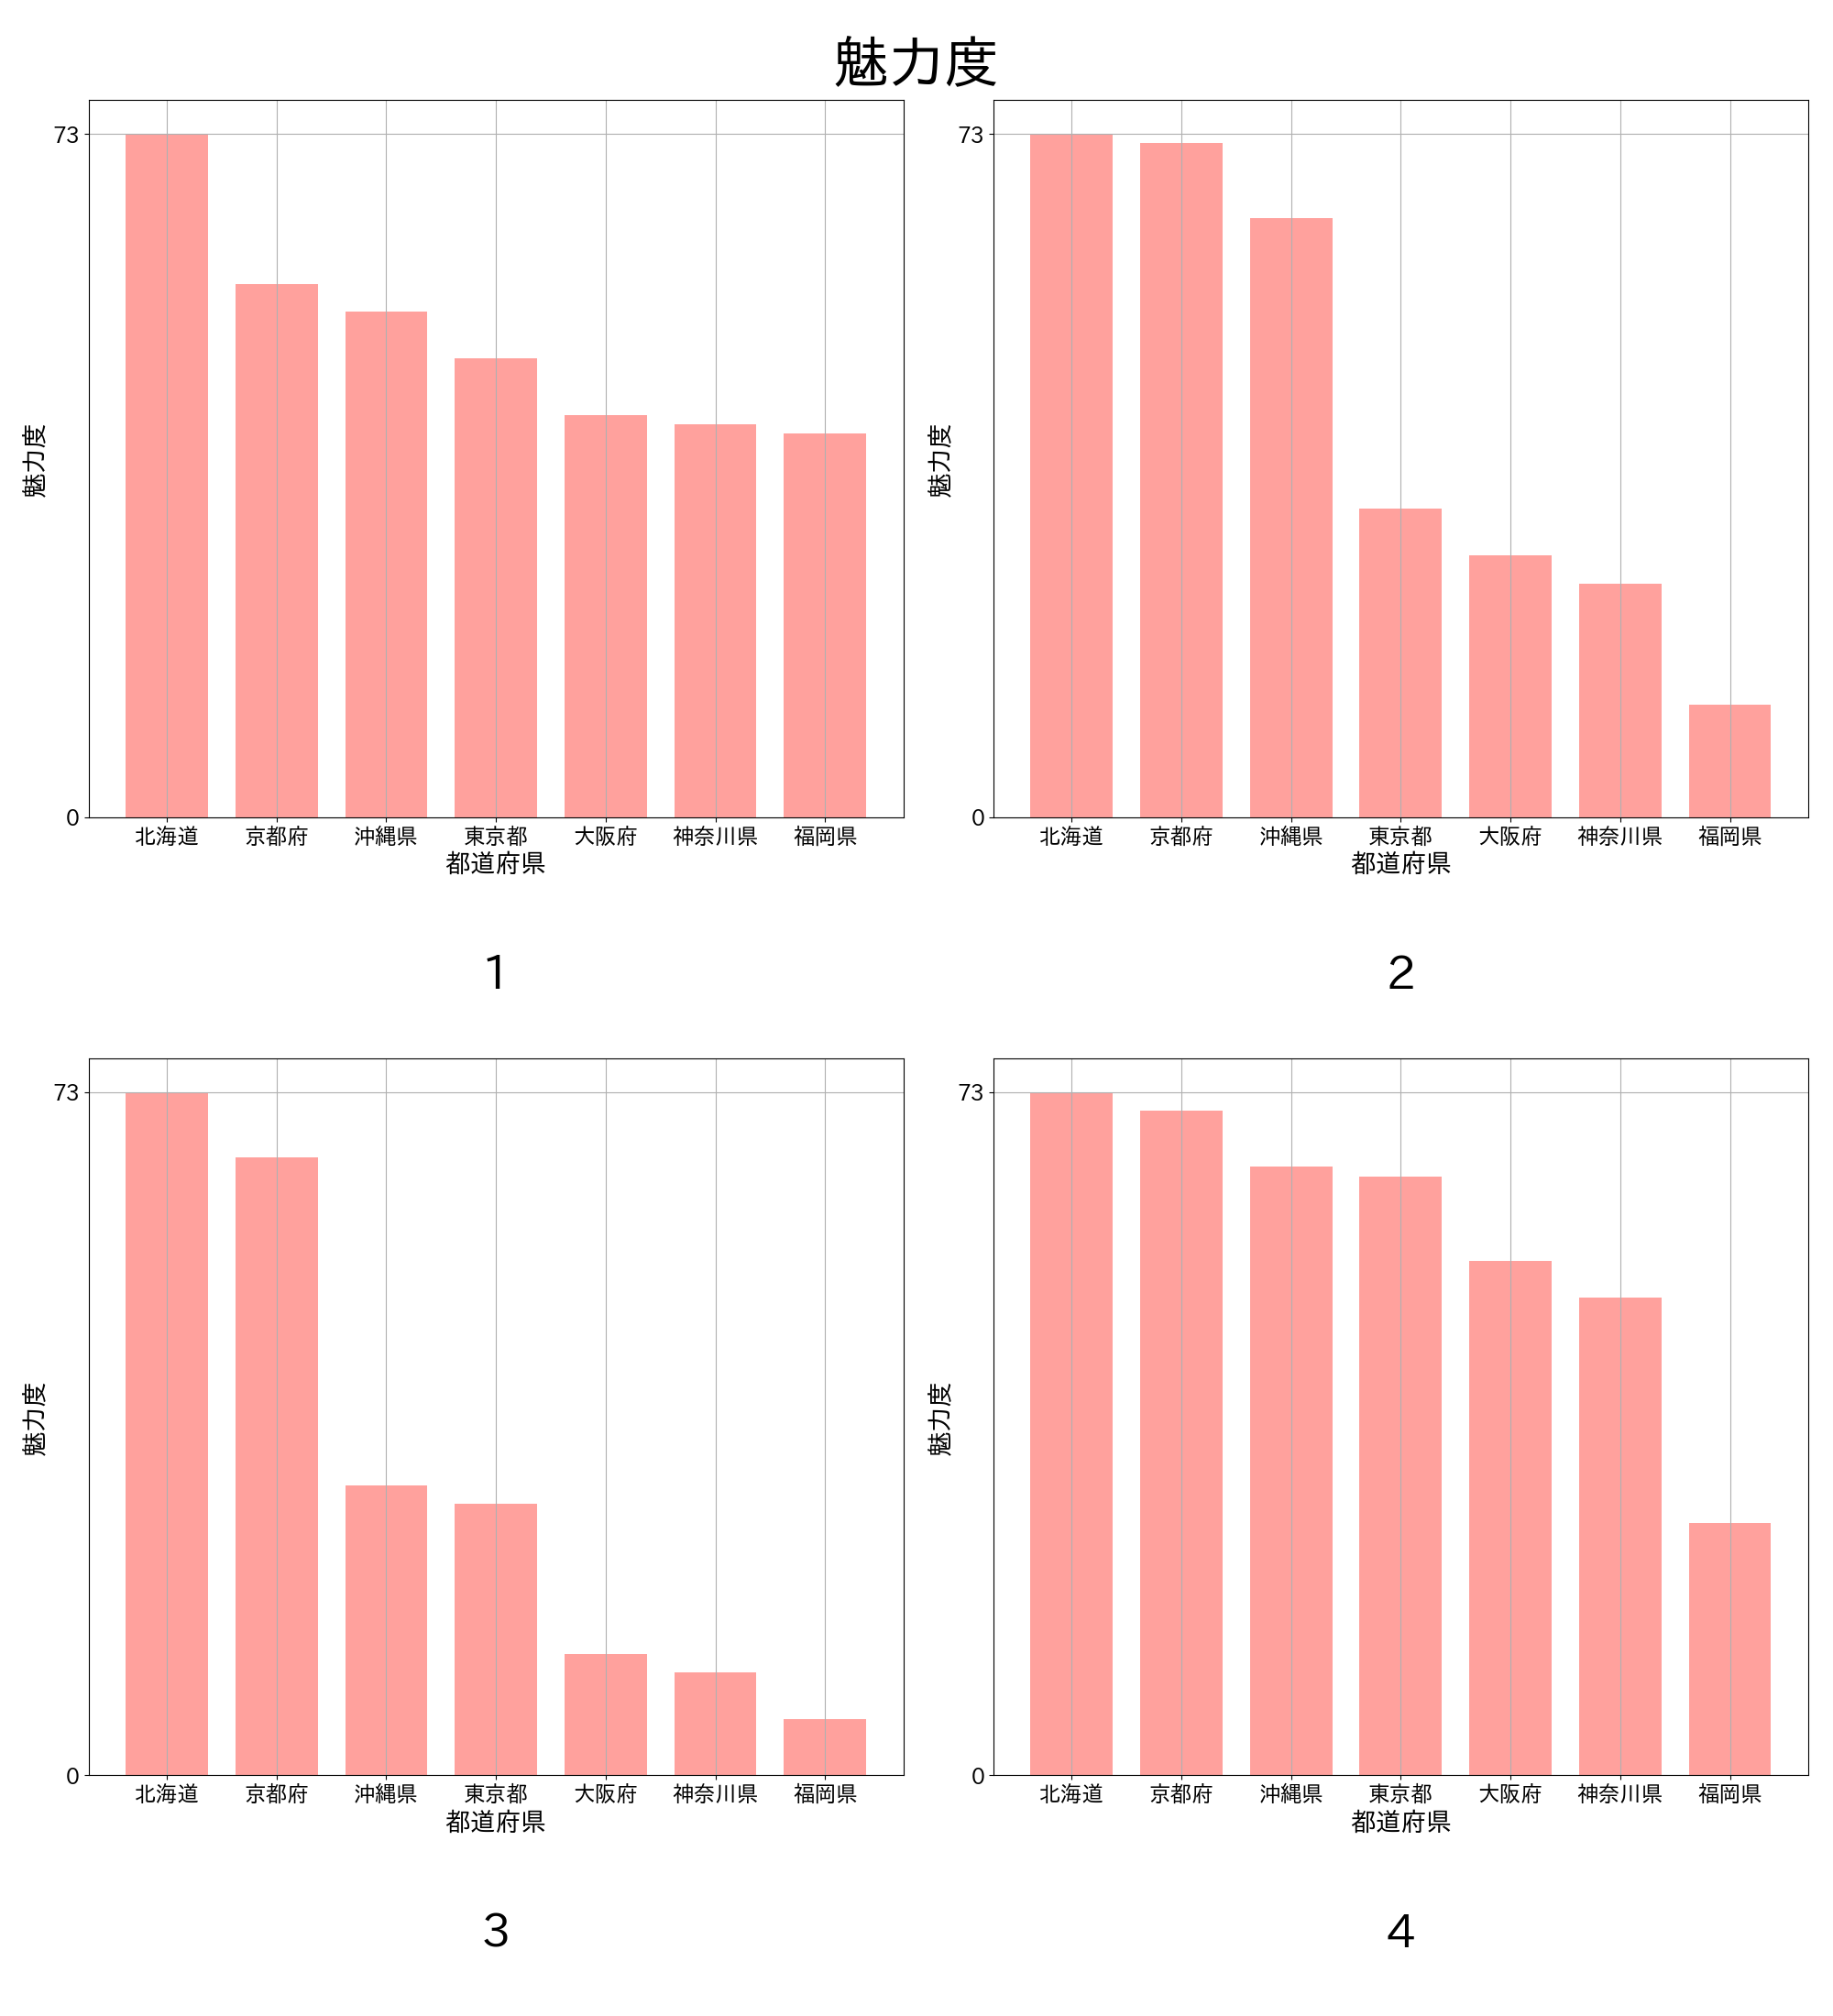 魅力度
73
0
魅力度
北海道 京都府 沖縄県 東京都 大阪府 神奈川県 福岡県
都道府県
1
73
0
魅力度
北海道 京都府 沖縄県 東京都 大阪府 神奈川県 福岡県
都道府県
2
73
0
魅力度
北海道 京都府 沖縄県 東京都 大阪府 神奈川県 福岡県
都道府県
3
73
0
魅力度
北海道 京都府 沖縄県 東京都 大阪府 神奈川県 福岡県
都道府県
4